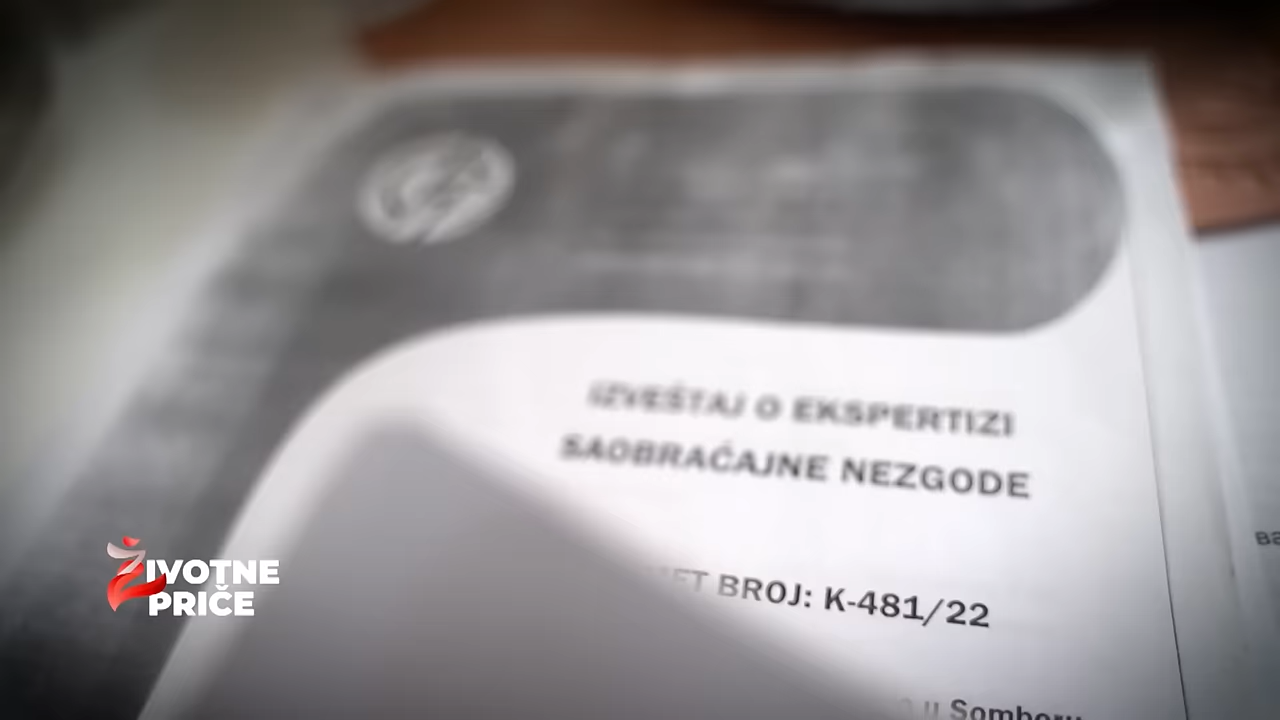 IZVEŠTAJ O EKSPERTIZI
SAOBRAĆAJNE NEZGODE
BROJ: K-481/22
u Somboru
ŽIVOTNE
PRIČE